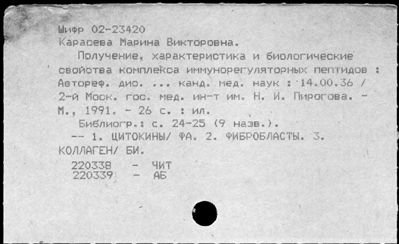 Шифр 02-23420
Карасева Марина Викторовна.
Получение, характеристика и биологические
свойства комплекса иммунорегуляторных пептидов :
Автореф. дис. ... канд. мед. наук : 14.00.36 /
2-й Моск. гос. мед. ин-т им. Н. И. Пирогова. -
М., 1991. - 26 с. : ил.
Библиогр.: с. 24-25 (9 назв.).
-- 1. ЦИТОКИНЫ/ ФА. 2. ФИБРОБЛАСТЫ. 3.
КОЛЛАГЕН/ БИ.
220338 - ЧИТ
220339 - АБ